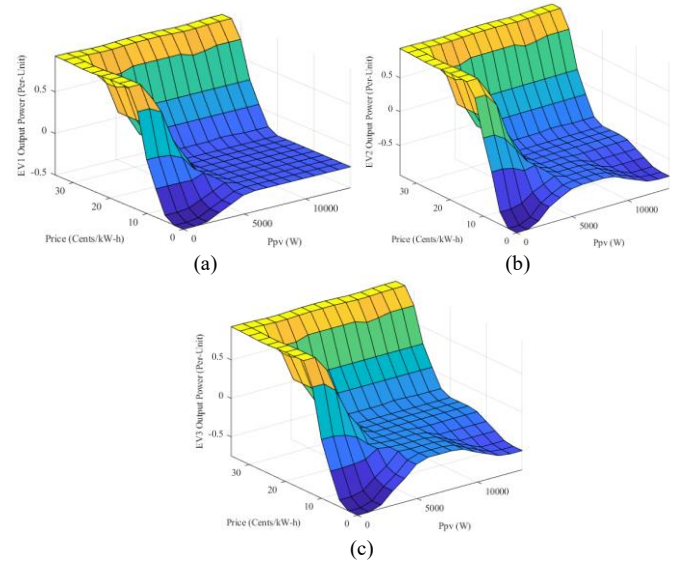 EV1 Output Power (Per-Unit)
0.5
0
-0.5
30
20
10
0
Price (Cents/kW-h)
0
5000
10000
Ppv (W)
(a)
EV2 Output Power (Per-Unit)
0.5
0
-0.5
30
20
10
0
Price (Cents/kW-h)
0
5000
10000
Ppv (W)
(b)
EV3 Output Power (Per-Unit)
0.5
0
-0.5
30
20
10
0
Price (Cents/kW-h)
0
5000
10000
Ppv (W)
(c)